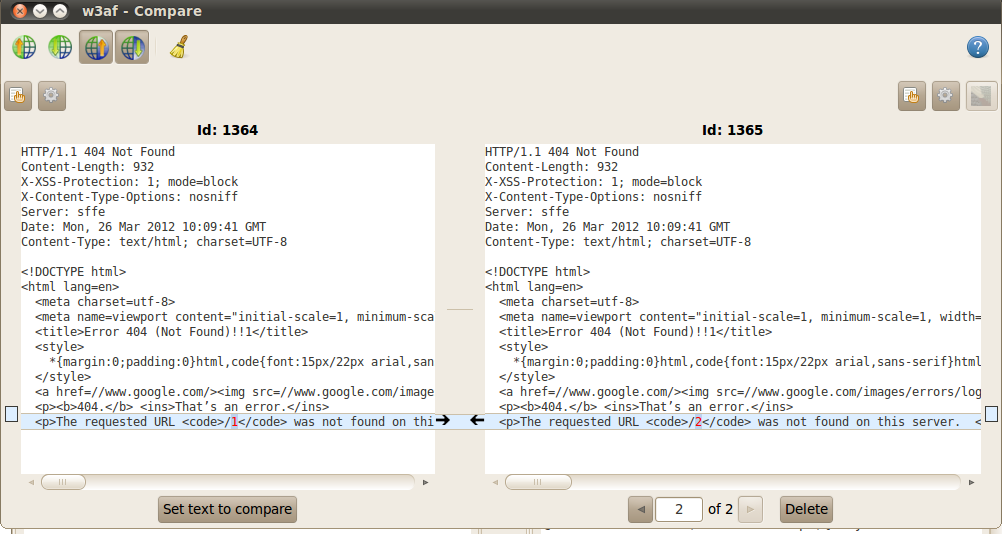 w3af - Compare
Id: 1364
HTTP/1.1 404 Not Found
Content-Length: 932
X-XSS-Protection: 1; mode=block
X-Content-Type-Options: nosniff
Server: sffe
Date: Mon, 26 Mar 2012 10:09:41 GMT
Content-Type: text/html; charset=UTF-8
<!DOCTYPE html>
<html lang=en>
<meta charset=utf-8>
<meta name=viewport content="initial-scale=1, minimum-sca
<title>Error 404 (Not Found)!!1</title>
<style>
*{margin:0;padding:0}html,code{font:15px/22px arial,san
</style>
<a href=//www.google.com/><img src=//www.google.com/image
<p><b>404.</b> <ins>That’s an error.</ins>
<p>The requested URL <code>/1</code> was not found on thi
Set text to compare
Id: 1365
HTTP/1.1 404 Not Found
Content-Length: 932
X-XSS-Protection: 1; mode=block
X-Content-Type-Options: nosniff
Server: sffe
Date: Mon, 26 Mar 2012 10:09:41 GMT
Content-Type: text/html; charset=UTF-8
<!DOCTYPE html>
<html lang=en>
<meta charset=utf-8>
<meta name=viewport content="initial-scale=1, minimum-scale=1, width=
<title>Error 404 (Not Found)!!1</title>
<style>
*{margin:0;padding:0}html,code{font:15px/22px arial,sans-serif}html
</style>
<a href=//www.google.com/><img src=//www.google.com/images/errors/log
<p><b>404.</b> <ins>That’s an error.</ins>
<p>The requested URL <code>/2</code> was not found on this server. <
2 of 2
Delete